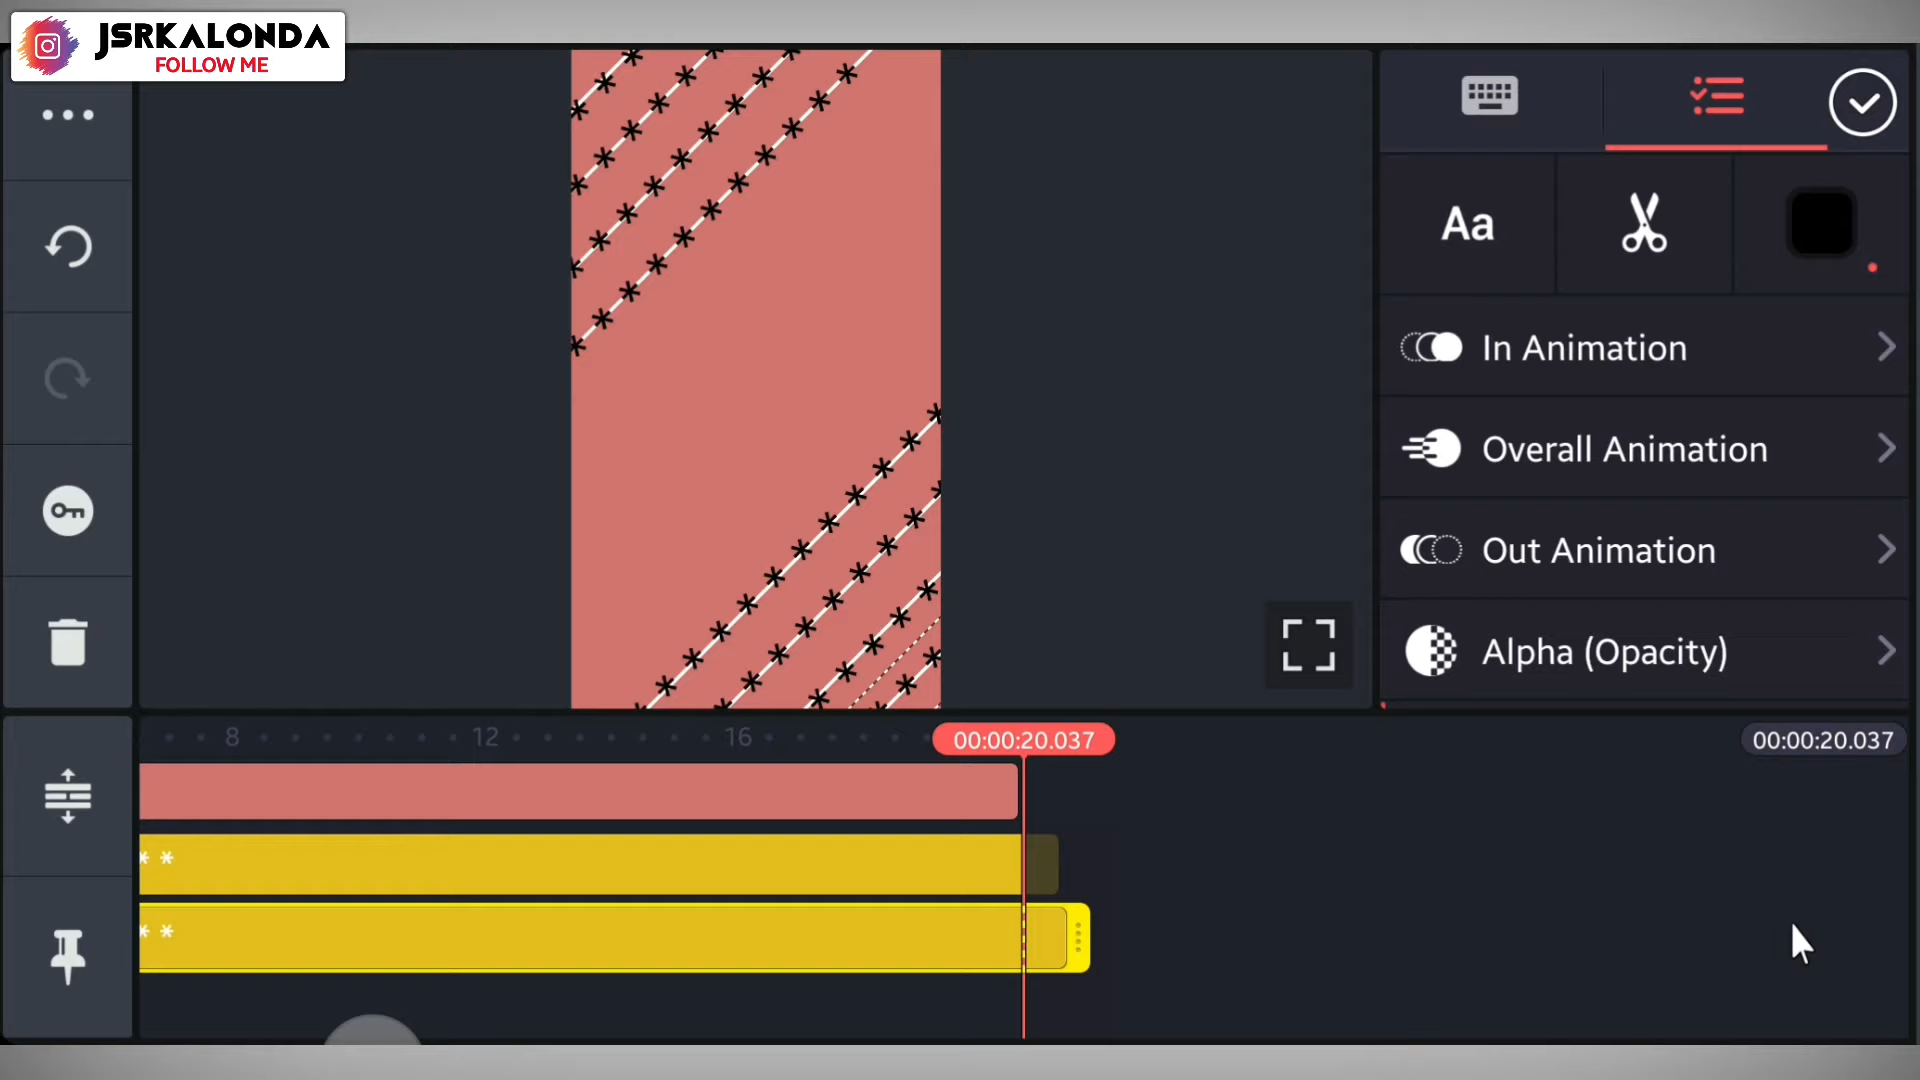 JSRKALONDA
FOLLOW ME
Aa
In Animation
Overall Animation
Out Animation
Alpha (Opacity)
8
12
16
00:00:20.037
00:00:20.037
* *
* *